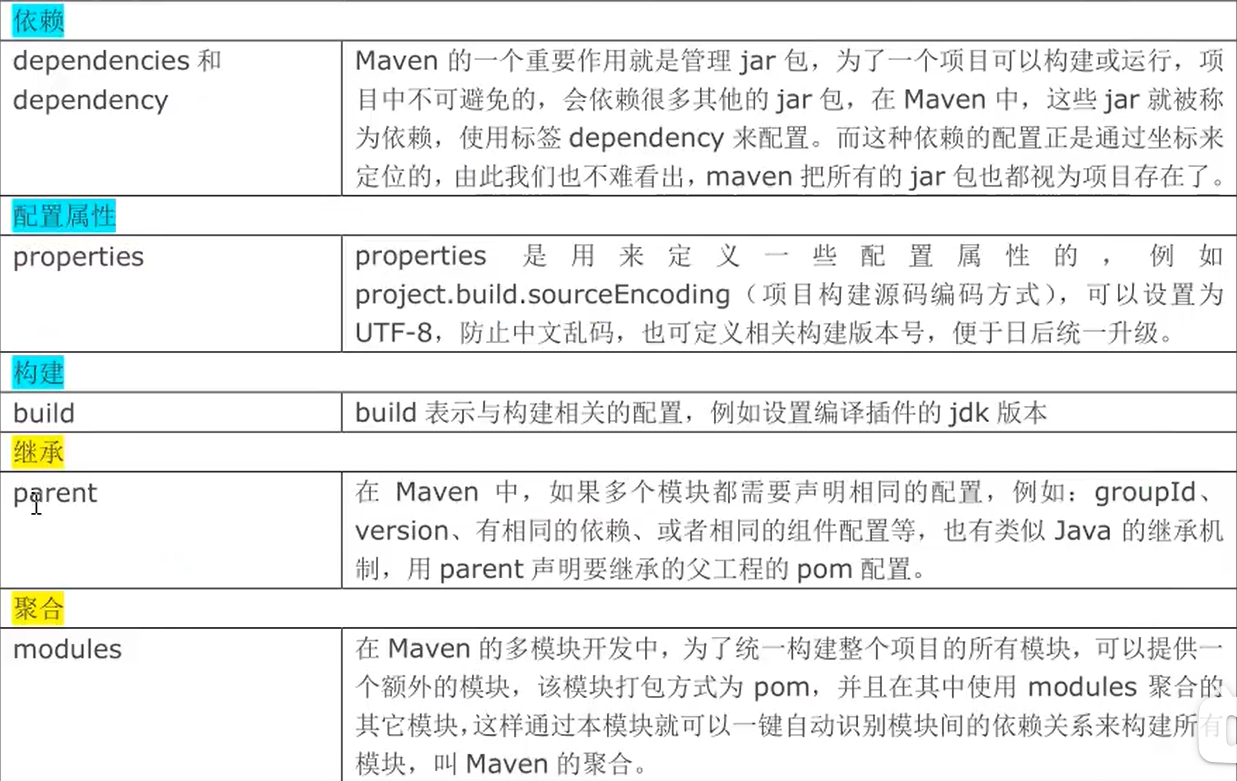 依赖
dependencies 和
dependency
Maven 的一个重要作用就是管理 jar 包，为了一个项目可以构建或运行，项
目中不可避免的，会依赖很多其他的 jar 包，在 Maven 中，这些 jar 就被称
为依赖，使用标签 dependency 来配置。而这种依赖的配置正是通过坐标来
定位的，由此我们也不难看出，maven 把所有的 jar 包也都视为项目存在了。
配置属性
properties
properties 是用来定义一些配置属性的，例如
project.build.sourceEncoding（项目构建源码编码方式），可以设置为
UTF-8，防止中文乱码，也可定义相关构建版本号，便于日后统一升级。
构建
build
build 表示与构建相关的配置，例如设置编译插件的 jdk 版本
继承
parent
在 Maven 中，如果多个模块都需要声明相同的配置，例如：groupId、
version、有相同的依赖、或者相同的组件配置等，也有类似 Java 的继承机
制，用 parent 声明要继承的父工程的 pom 配置。
聚合
modules
在 Maven 的多模块开发中，为了统一构建整个项目的所有模块，可以提供一
个额外的模块，该模块打包方式为 pom，并且在其中使用 modules 聚合的
其它模块，这样通过本模块就可以一键自动识别模块间的依赖关系来构建所有
模块，叫 Maven 的聚合。